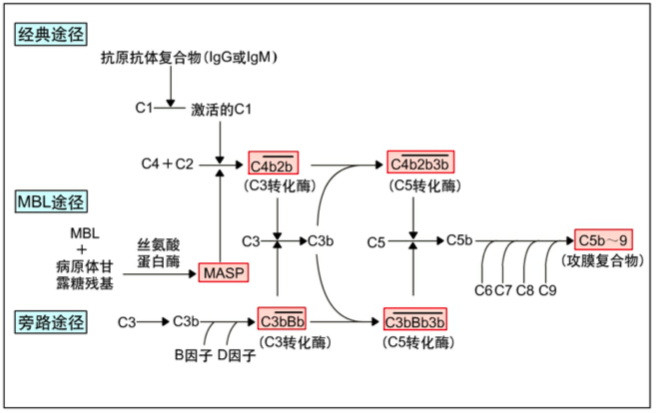 经典途径
抗原抗体复合物(IgG或IgM)
C1 激活的C1
C4+C2 C4b2b C4b2b3b
(C3转化酶) (C5转化酶)
MBL途径
MBL
+
病原体甘
露糖残基
丝氨酸
蛋白酶
MASP
C3 C3b C5 C5b C5b~9
(攻膜复合物)
C6 C7 C8 C9
旁路途径
C3 C3b C3bBb C3bBb3b
B因子 D因子 (C3转化酶) (C5转化酶)